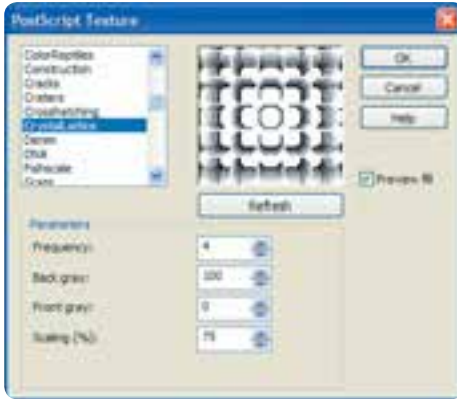 PostScript Texture
ColorReptiles
Construction
Cracks
Craters
Crosshatching
CrystalLattice
Denim
DNA
Fishscale
Grass
OK
Cancel
Help
Preview fill
Refresh
Parameters
Frequency: 4
Back gray: 100
Front gray: 0
Scaling (%): 75